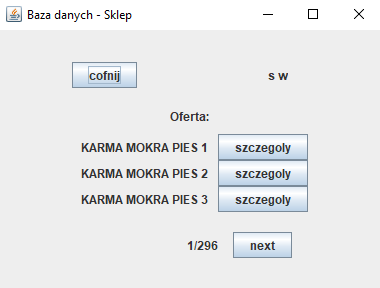 Baza danych - Sklep
cofnij s w
Oferta:
KARMA MOKRA PIES 1 szczegoly
KARMA MOKRA PIES 2 szczegoly
KARMA MOKRA PIES 3 szczegoly
1/296 next